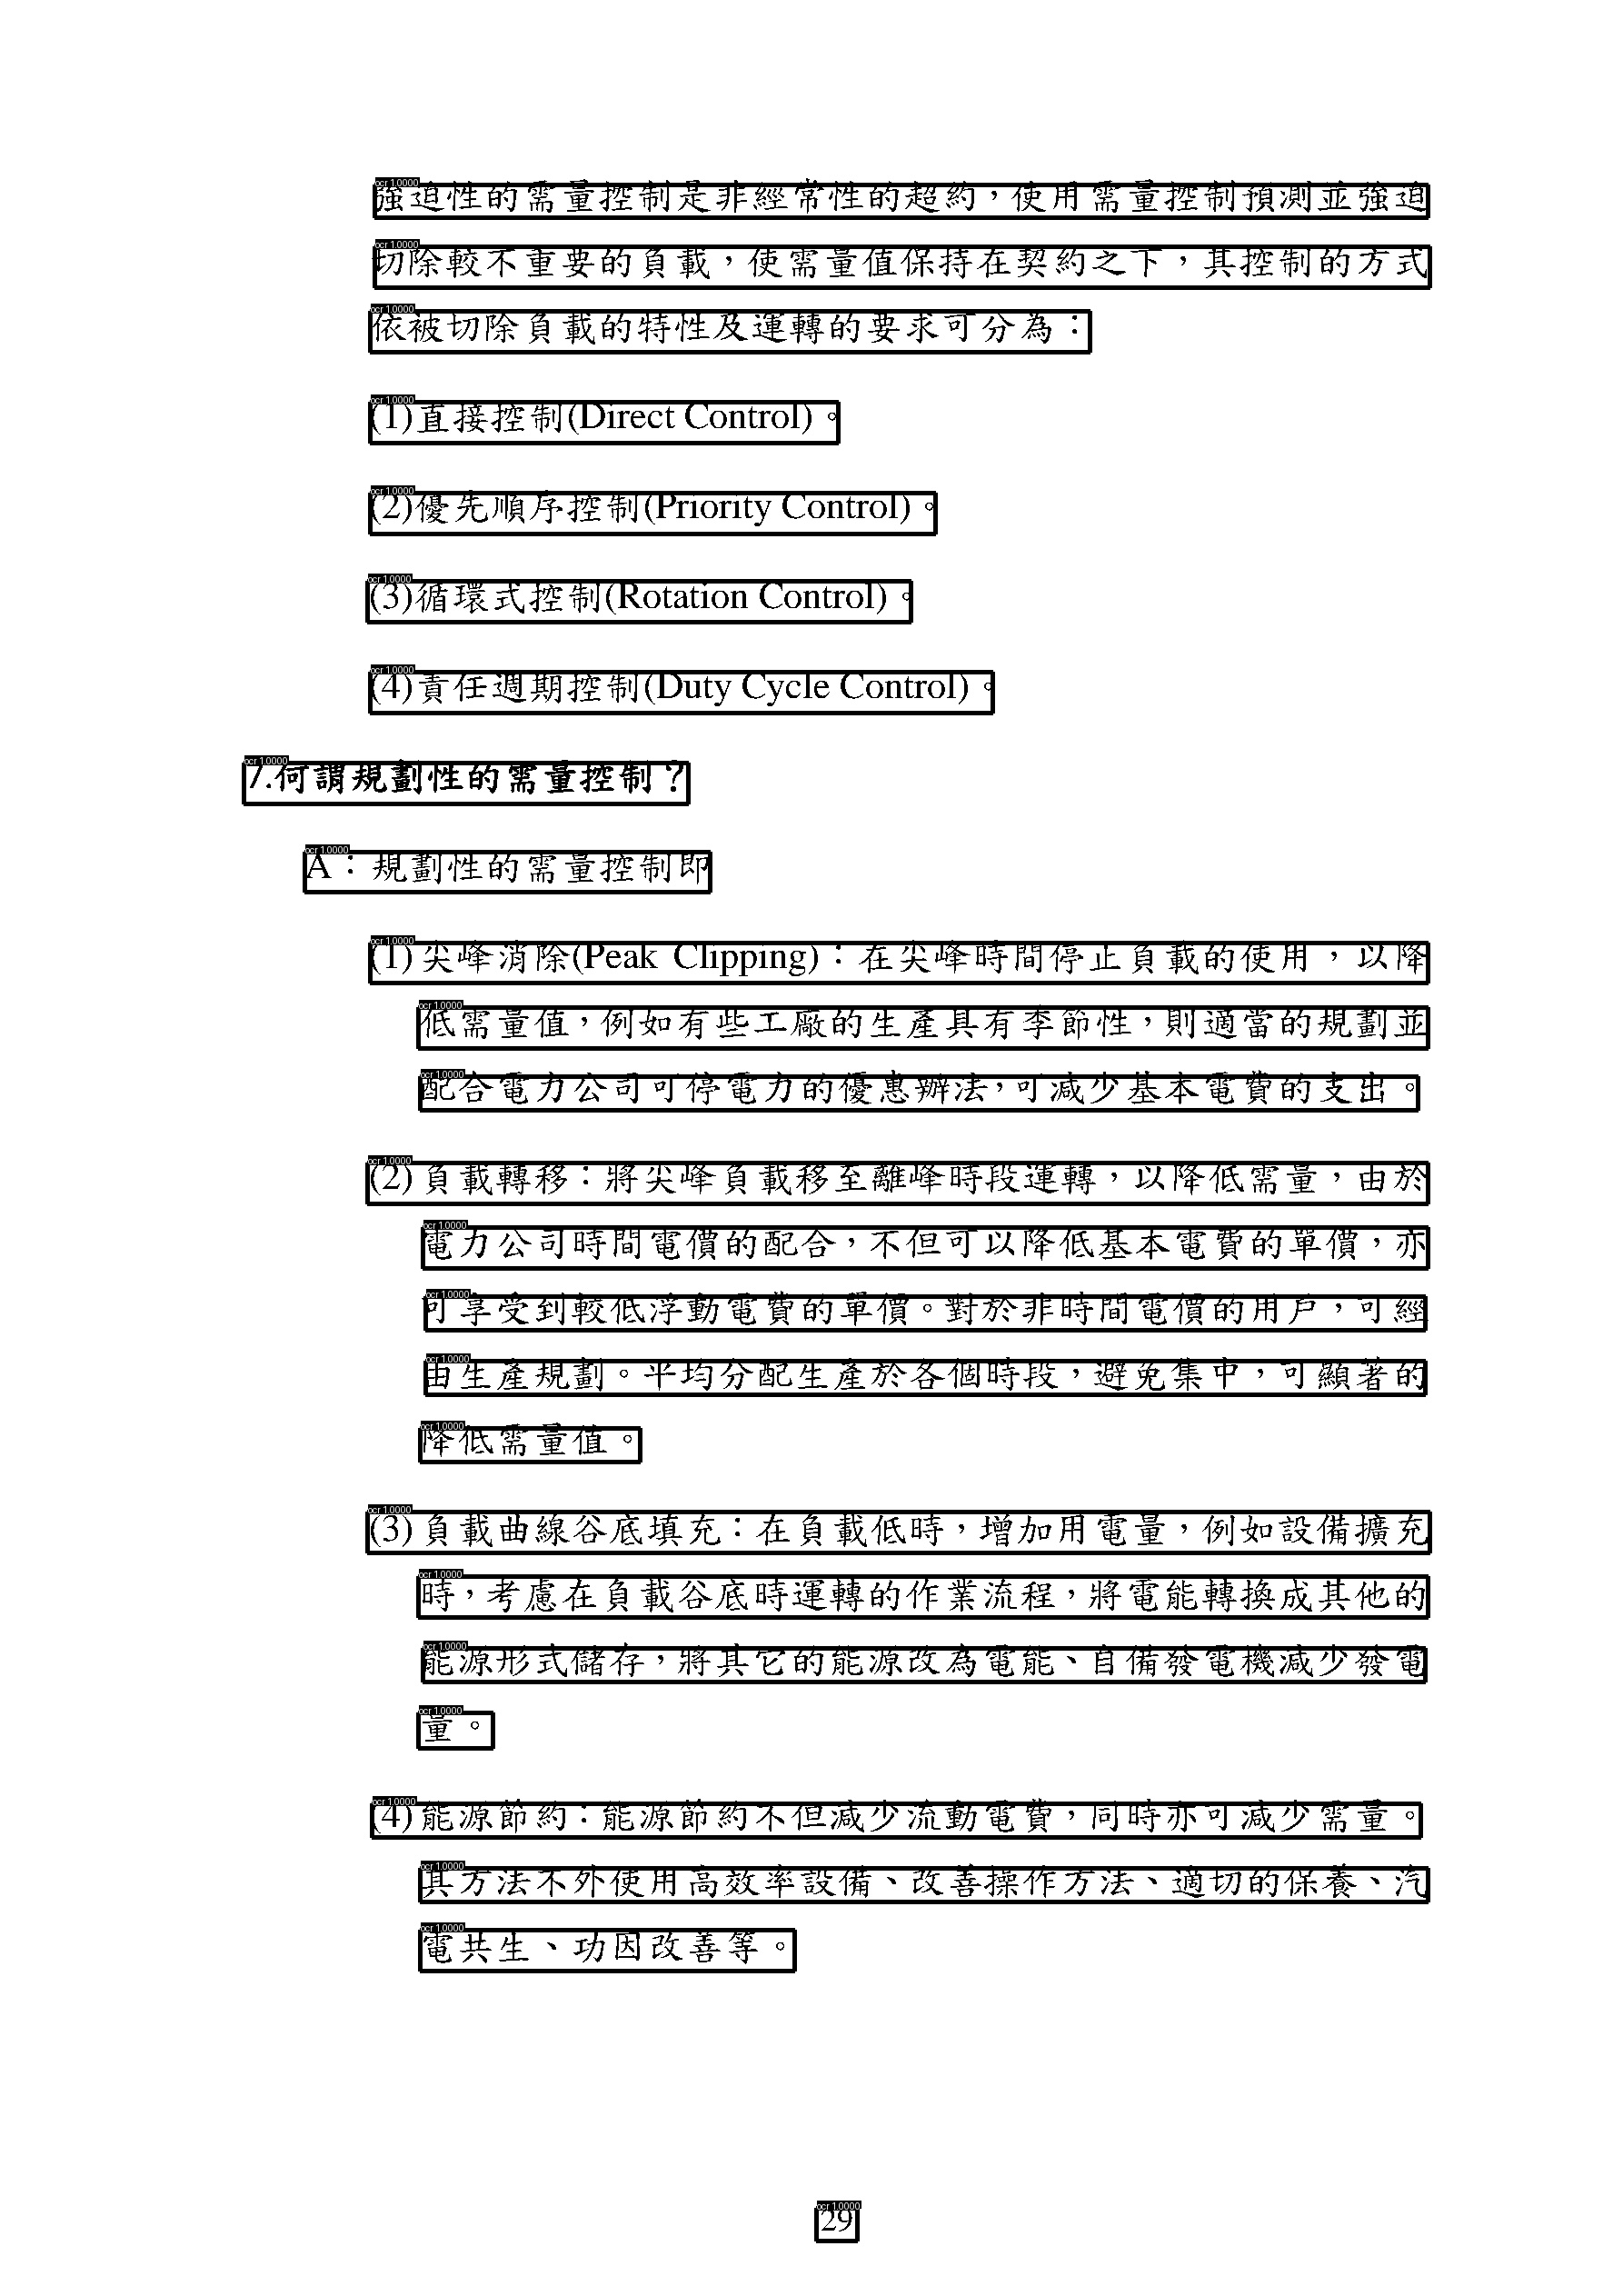 強迫性的需量控制是非經常性的超約，使用需量控制預測並強迫
切除較不重要的負載，使需量值保持在契約之下，其控制的方式
依被切除負載的特性及運轉的要求可分為：
(1)直接控制(Direct Control)。
(2)優先順序控制(Priority Control)。
(3)循環式控制(Rotation Control)。
(4)責任週期控制(Duty Cycle Control)。
7.何謂規劃性的需量控制？
A：規劃性的需量控制即
(1)尖峰消除(Peak Clipping)：在尖峰時間停止負載的使用，以降
低需量值，例如有些工廠的生產具有季節性，則適當的規劃並
配合電力公司可停電力的優惠辦法，可減少基本電費的支出。
(2)負載轉移：將尖峰負載移至離峰時段運轉，以降低需量，由於
電力公司時間電價的配合，不但可以降低基本電費的單價，亦
可享受到較低浮動電費的單價。對於非時間電價的用戶，可經
由生產規劃。平均分配生產於各個時段，避免集中，可顯著的
降低需量值。
(3)負載曲線谷底填充：在負載低時，增加用電量，例如設備擴充
時，考慮在負載谷底時運轉的作業流程，將電能轉換成其他的
能源形式儲存，將其它的能源改為電能、自備發電機減少發電
量。
(4)能源節約：能源節約不但減少流動電費，同時亦可減少需量。
其方法不外使用高效率設備、改善操作方法、適切的保養、汽
電共生、功因改善等。
29